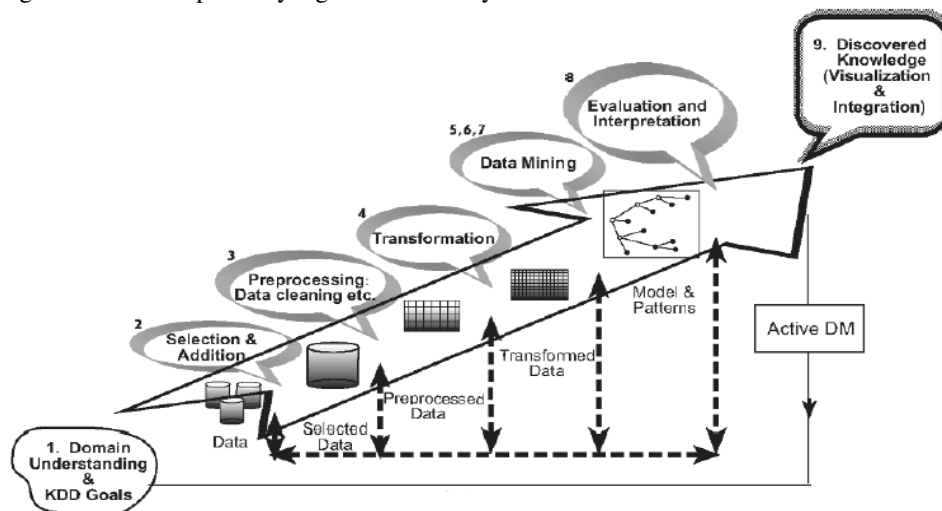 9. Discovered
Knowledge
(Visualization
&
Integration)
8
Evaluation and
Interpretation
5,6,7
Data Mining
4
Transformation
3
Preprocessing:
Data cleaning etc.
2
Selection &
Addition
Model &
Patterns
Active DM
Transformed
Data
Preprocessed
Data
Selected
Data
Data
1. Domain
Understanding
&
KDD Goals